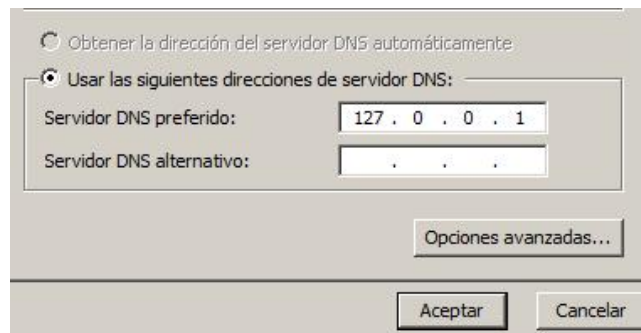 Obtener la dirección del servidor DNS automáticamente
Usar las siguientes direcciones de servidor DNS:
Servidor DNS preferido: 127 . 0 . 0 . 1
Servidor DNS alternativo: . . .
Opciones avanzadas...
Aceptar Cancelar